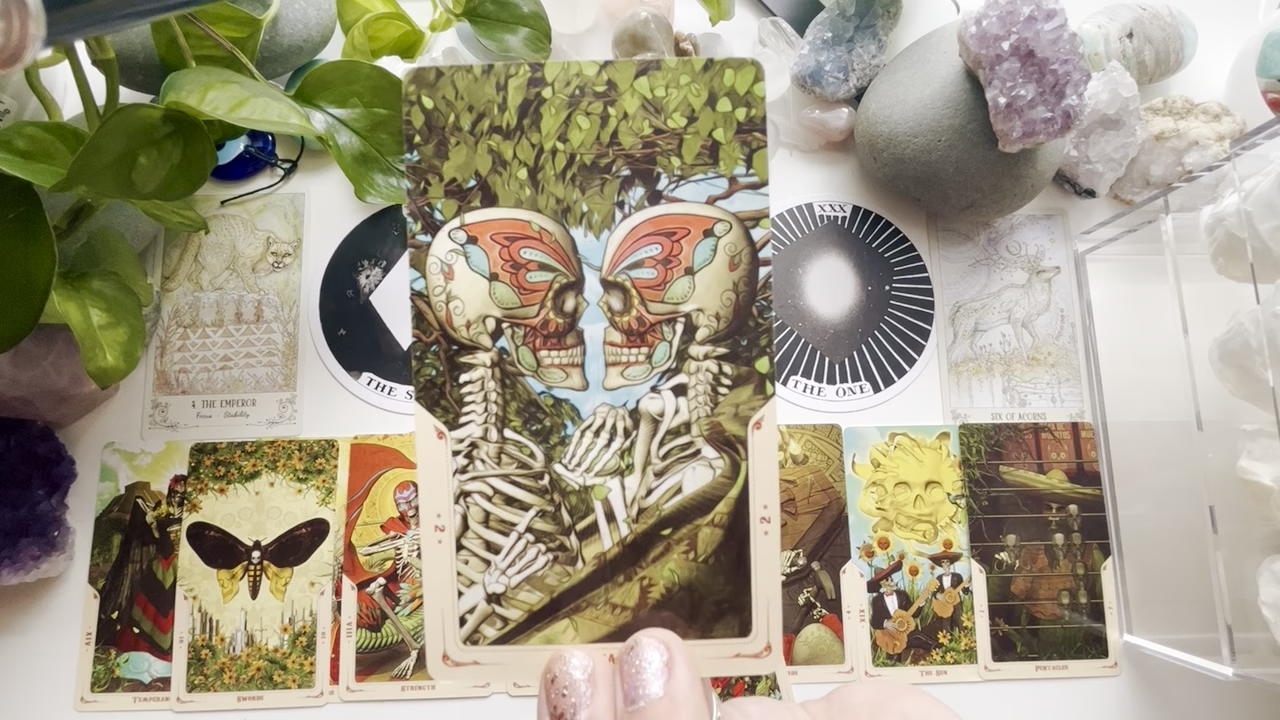 XXX
4 THE EMPEROR
Focus · Stability
THE S
THE ONE
SIX OF ACORNS
* 2 *
* 2 *
XIV
VIII
XIX
TEMPERAN
SWORDS
STRENGTH
THE SUN
PENTACLES